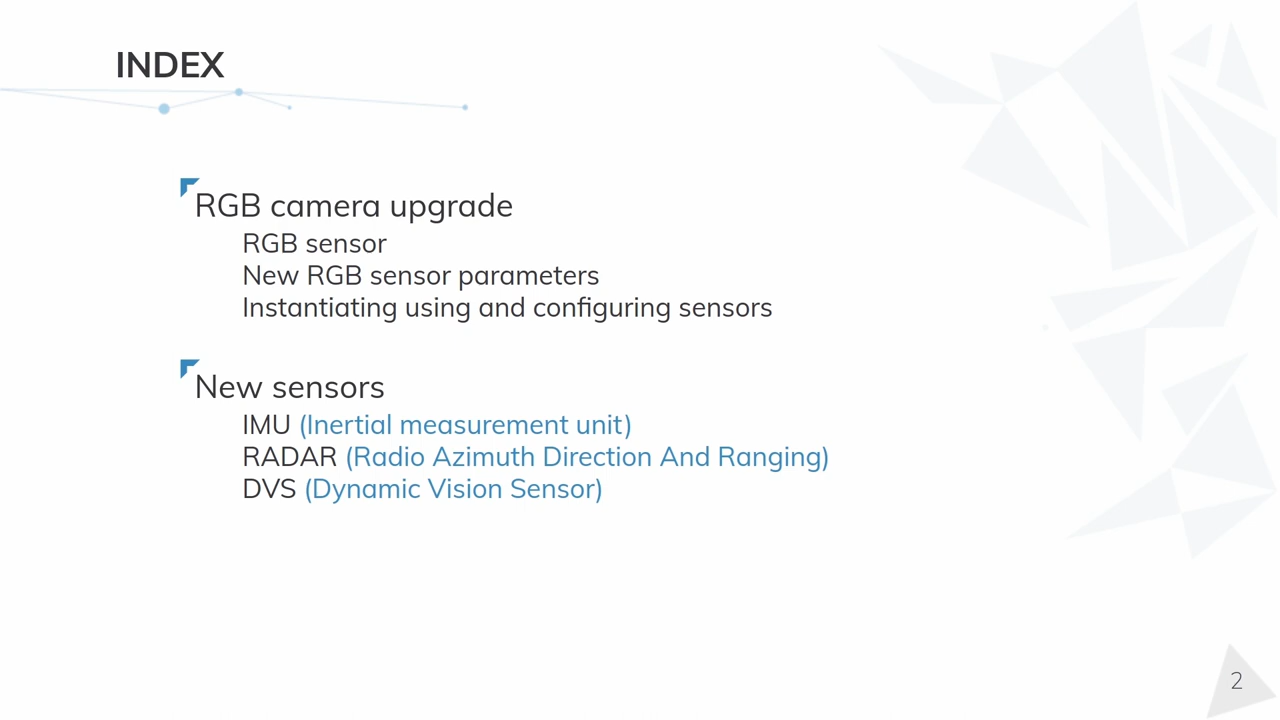 INDEX
RGB camera upgrade
RGB sensor
New RGB sensor parameters
Instantiating using and configuring sensors
New sensors
IMU (Inertial measurement unit)
RADAR (Radio Azimuth Direction And Ranging)
DVS (Dynamic Vision Sensor)
2